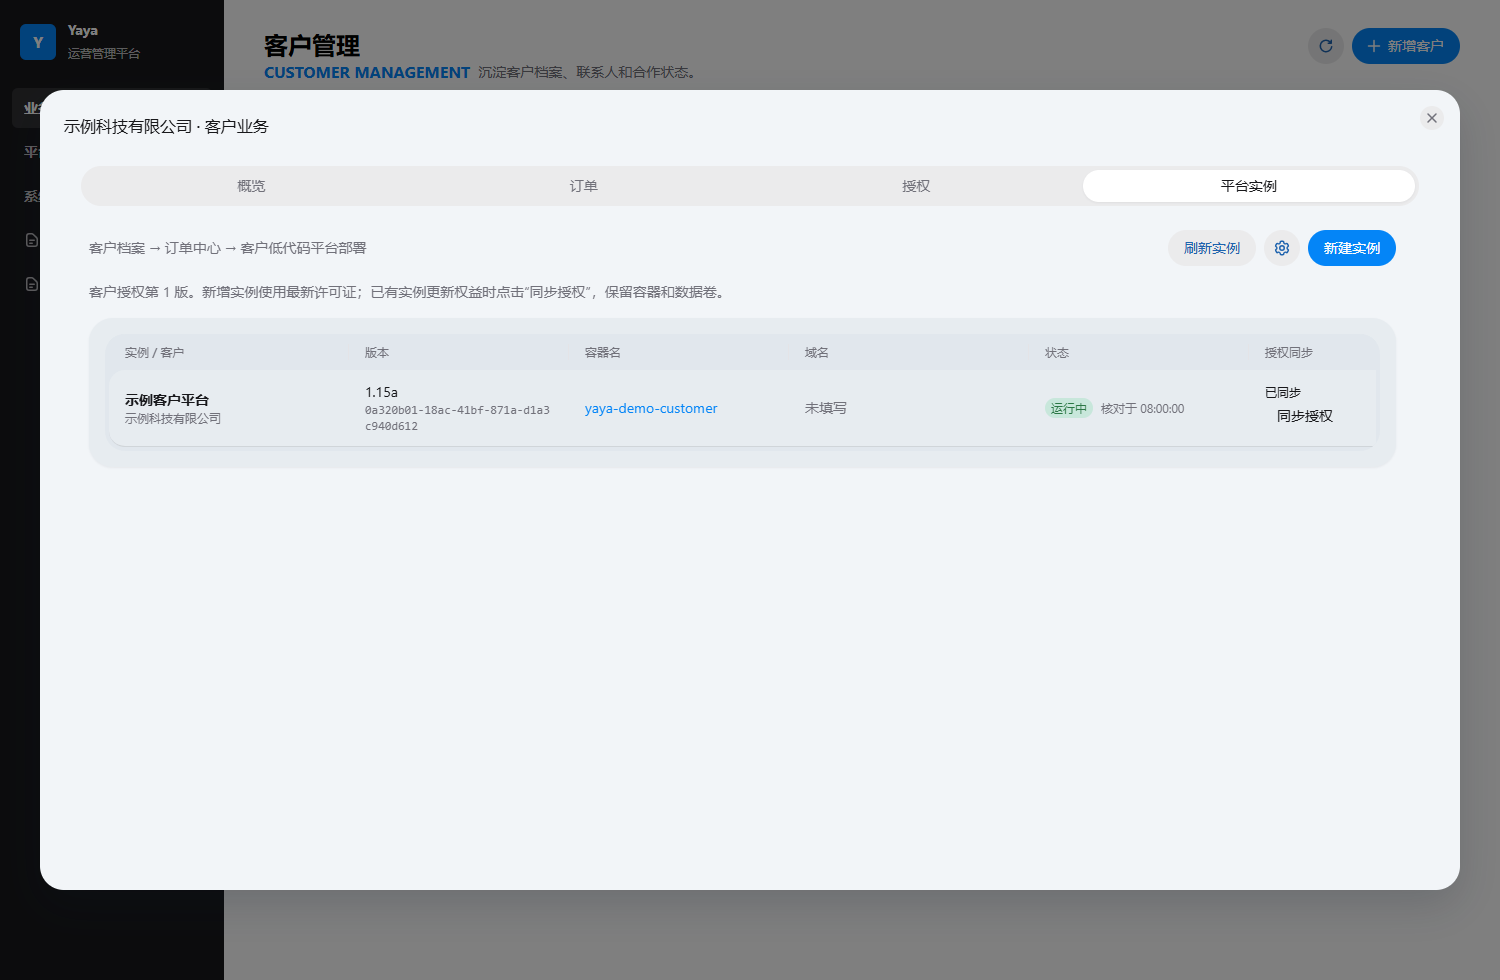 Y
Yaya
运营管理平台
客户管理
CUSTOMER MANAGEMENT 沉淀客户档案、联系人和合作状态。
新增客户
示例科技有限公司 · 客户业务
概览
订单
授权
平台实例
客户档案 → 订单中心 → 客户低代码平台部署
刷新实例
新建实例
客户授权第 1 版。新增实例使用最新许可证；已有实例更新权益时点击“同步授权”，保留容器和数据卷。
实例 / 客户
版本
容器名
域名
状态
授权同步
示例客户平台
示例科技有限公司
1.15a
0a320b01-18ac-41bf-871a-d1a3
c940d612
yaya-demo-customer
未填写
运行中 核对于 08:00:00
已同步
同步授权